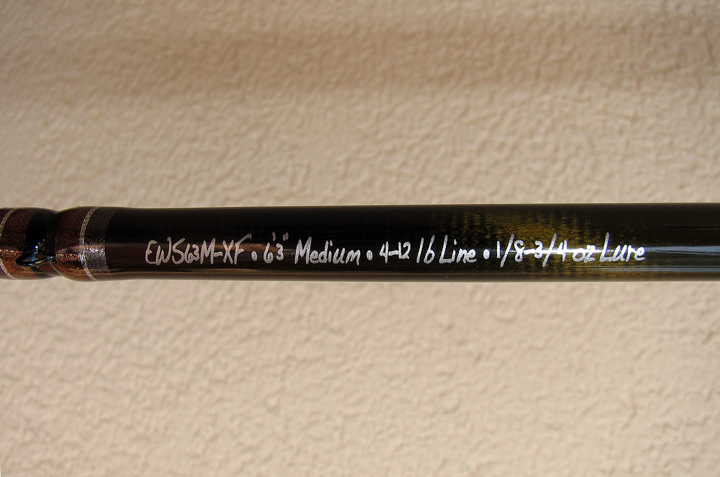 EWS63M-XF • 6'3" Medium • 4-12 lb Line • 1/8-3/4 oz Lure